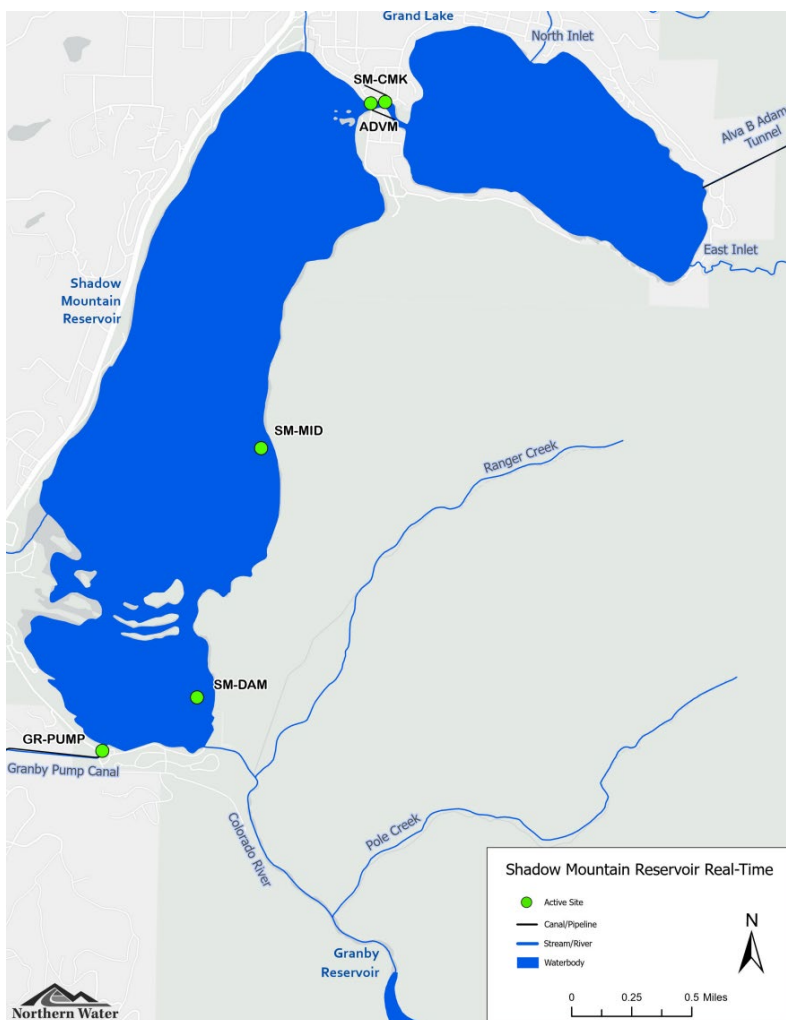 Grand Lake
North Inlet
SM-CMK
ADVM
Alva B Adam
Tunnel
East Inlet
Shadow
Mountain
Reservoir
SM-MID
Ranger Creek
SM-DAM
GR-PUMP
Granby Pump Canal
Colorado River
Pole Creek
Granby
Reservoir
Shadow Mountain Reservoir Real-Time
Active Site
Canal/Pipeline
Stream/River
Waterbody
N
0 0.25 0.5 Miles
Northern Water